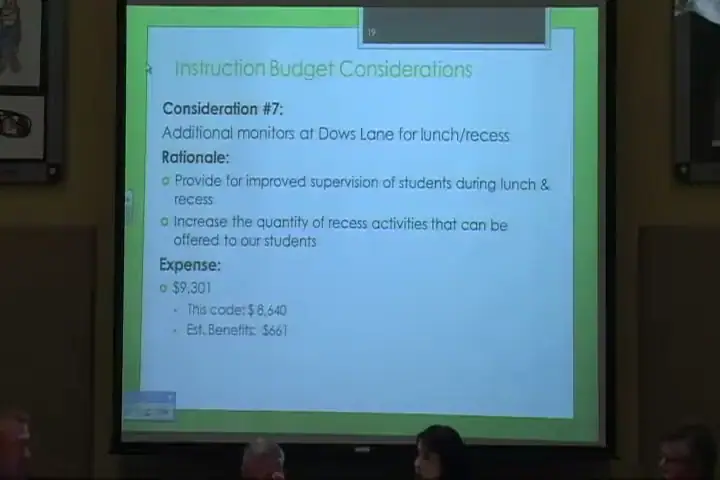 19
Instruction Budget Considerations
Consideration #7:
Additional monitors at Dows Lane for lunch/recess
Rationale:
Provide for improved supervision of students during lunch &
recess
Increase the quantity of recess activities that can be
offered to our students
Expense:
$9,301
This code: $8,640
Est. Benefits: $661